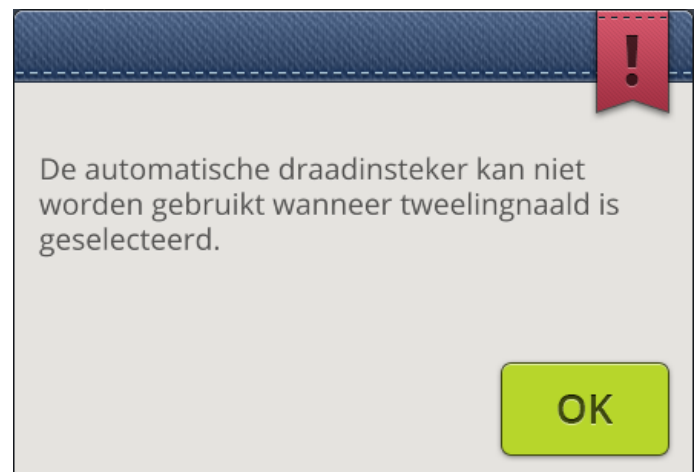 !
De automatische draadinsteker kan niet
worden gebruikt wanneer tweelingnaald is
geselecteerd.
OK